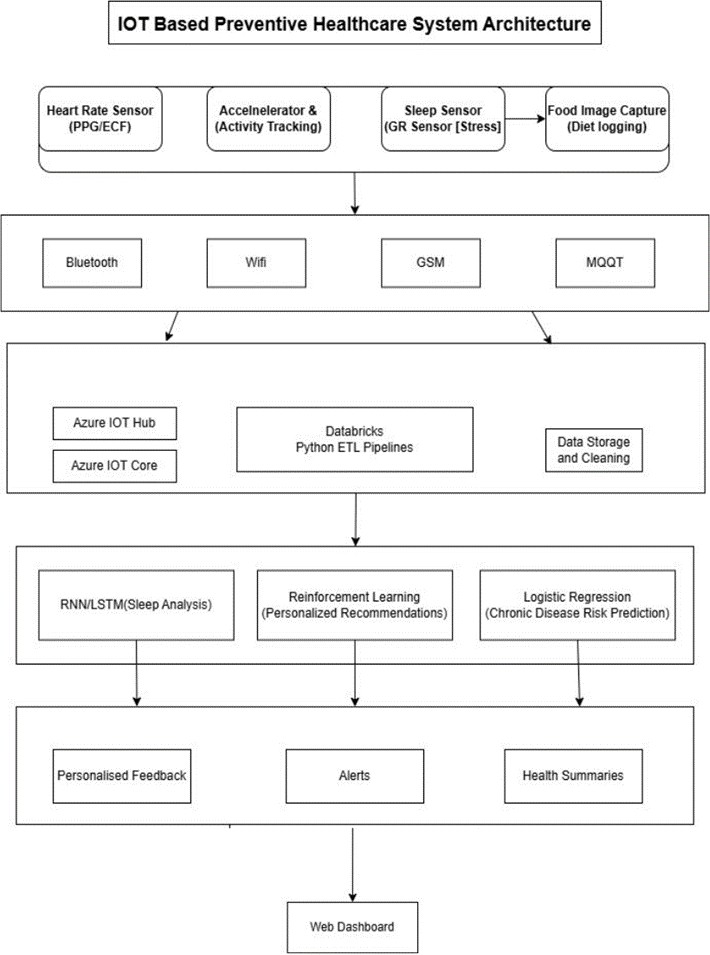 IOT Based Preventive Healthcare System Architecture
Heart Rate Sensor
(PPG/ECF)
Accelnelerator &
(Activity Tracking)
Sleep Sensor
(GR Sensor [Stress]
Food Image Capture
(Diet logging)
Bluetooth
Wifi
GSM
MQQT
Azure IOT Hub
Azure IOT Core
Databricks
Python ETL Pipelines
Data Storage
and Cleaning
RNN/LSTM(Sleep Analysis)
Reinforcement Learning
(Personalized Recommendations)
Logistic Regression
(Chronic Disease Risk Prediction)
Personalised Feedback
Alerts
Health Summaries
Web Dashboard